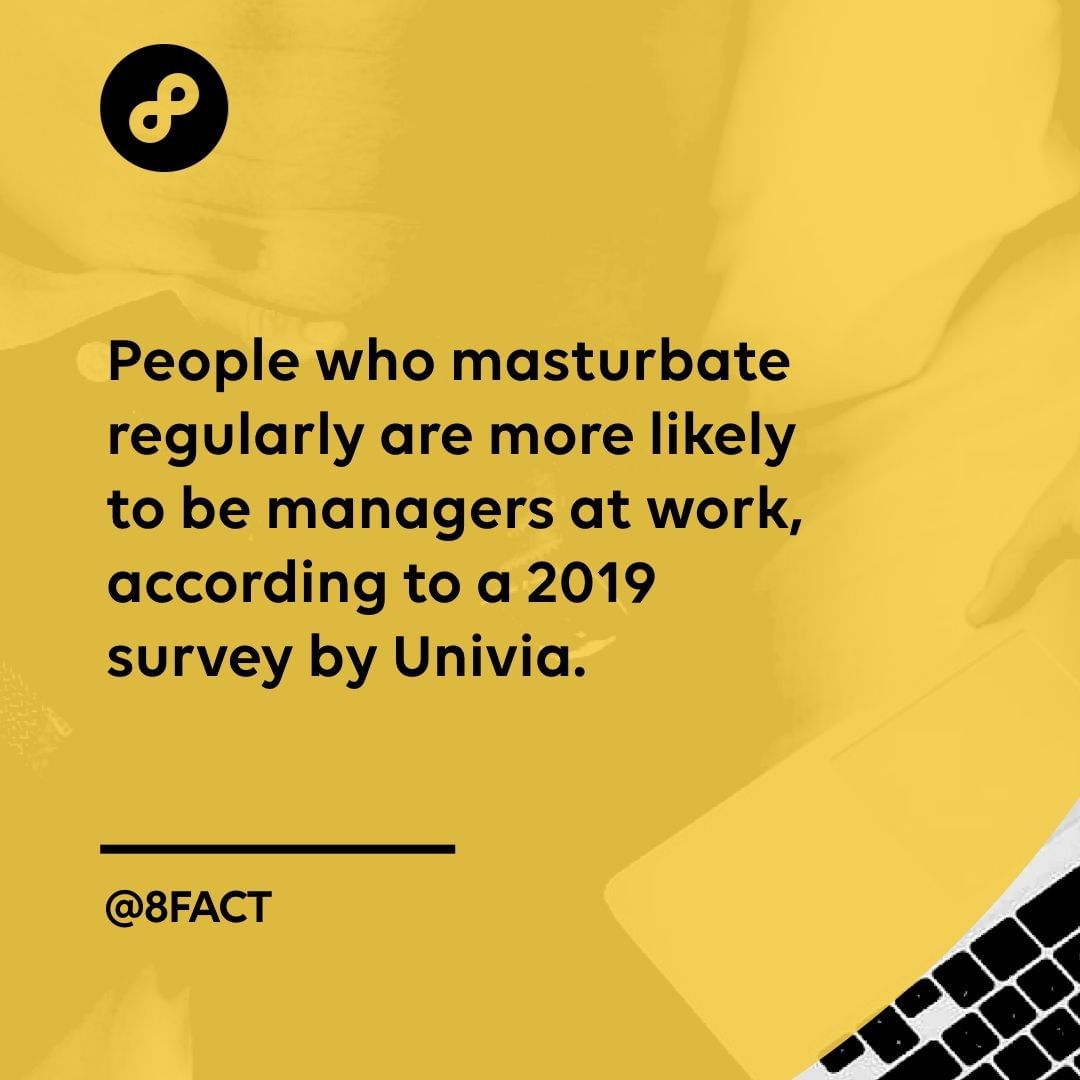 People who masturbate
regularly are more likely
to be managers at work,
according to a 2019
survey by Univia.
@8FACT